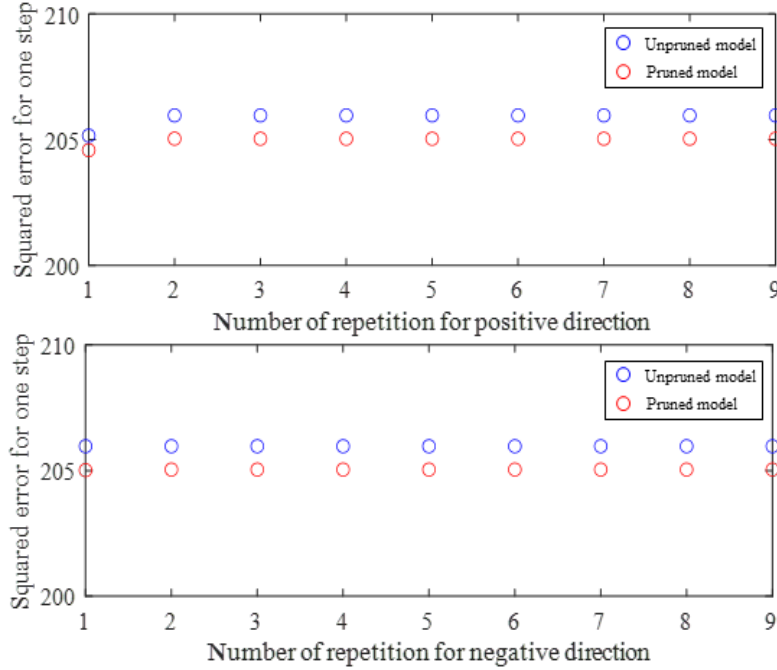 210
205
200
Squared error for one step
Unpruned model
Pruned model
1 2 3 4 5 6 7 8 9
Number of repetition for positive direction
210
205
200
Squared error for one step
Unpruned model
Pruned model
1 2 3 4 5 6 7 8 9
Number of repetition for negative direction